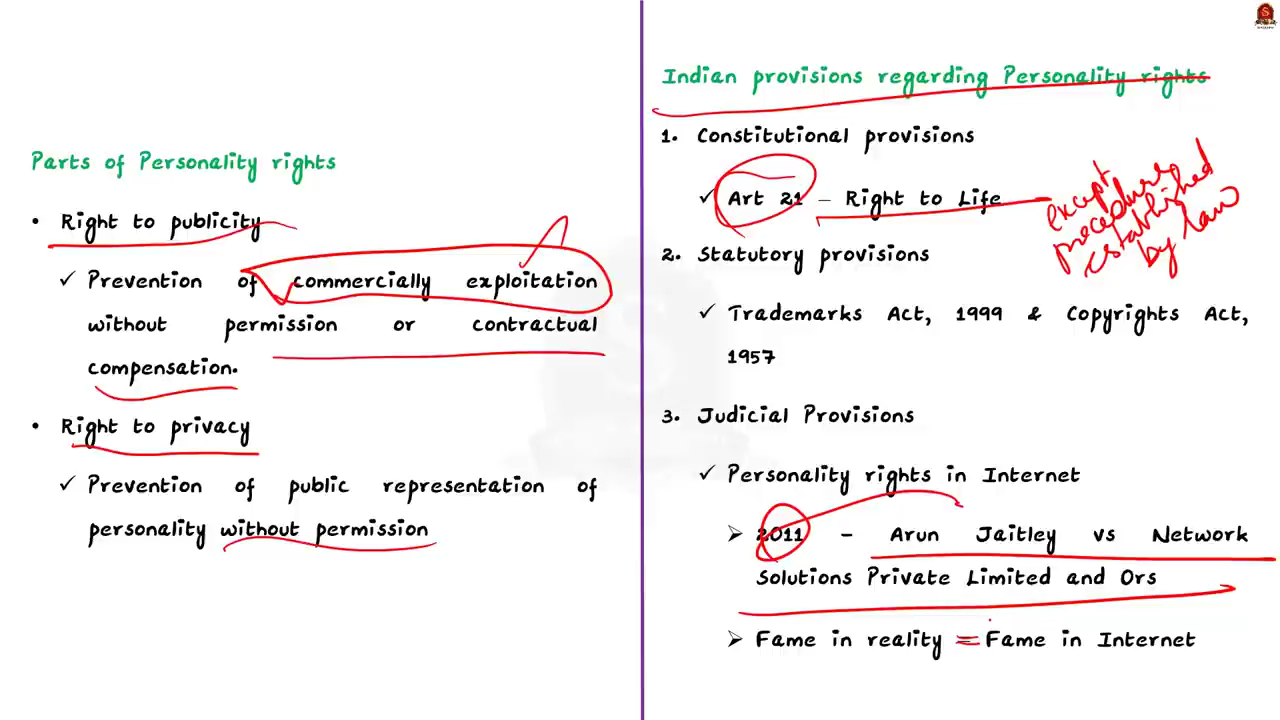 Parts of Personality rights
• Right to publicity
✓ Prevention of commercially exploitation
without permission or contractual
compensation.
• Right to privacy
✓ Prevention of public representation of
personality without permission
Indian provisions regarding Personality rights
1. Constitutional provisions
✓ Art 21 – Right to Life
except
procedure
established
by law
2. Statutory provisions
✓ Trademarks Act, 1999 & Copyrights Act,
1957
3. Judicial Provisions
✓ Personality rights in Internet
➢ 2011 – Arun Jaitley vs Network
Solutions Private Limited and Ors
➢ Fame in reality = Fame in Internet